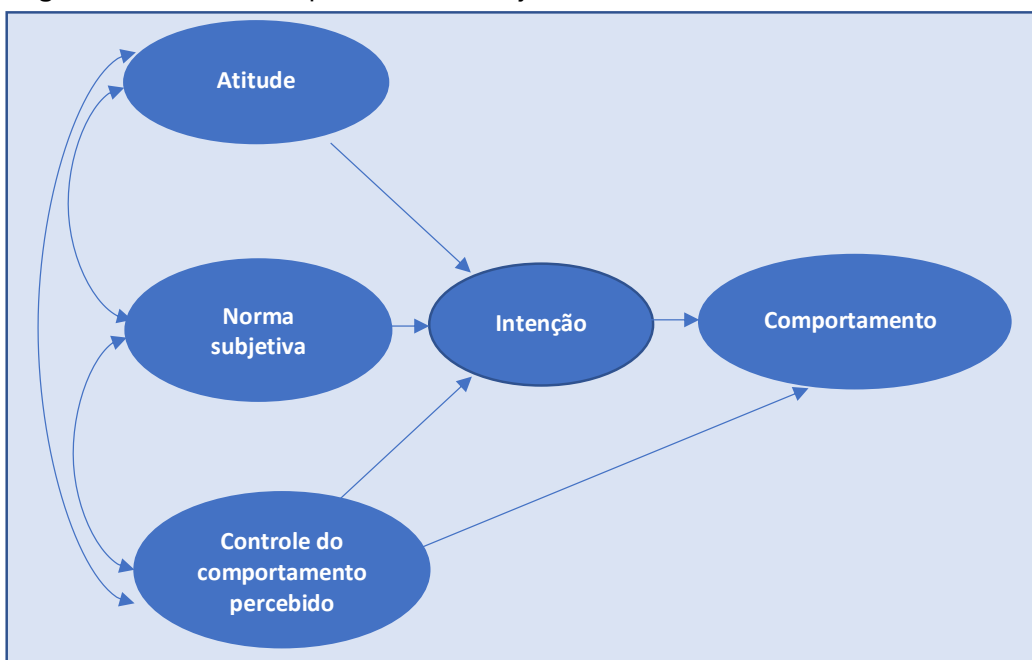 Atitude
Norma
subjetiva
Intenção
Comportamento
Controle do
comportamento
percebido